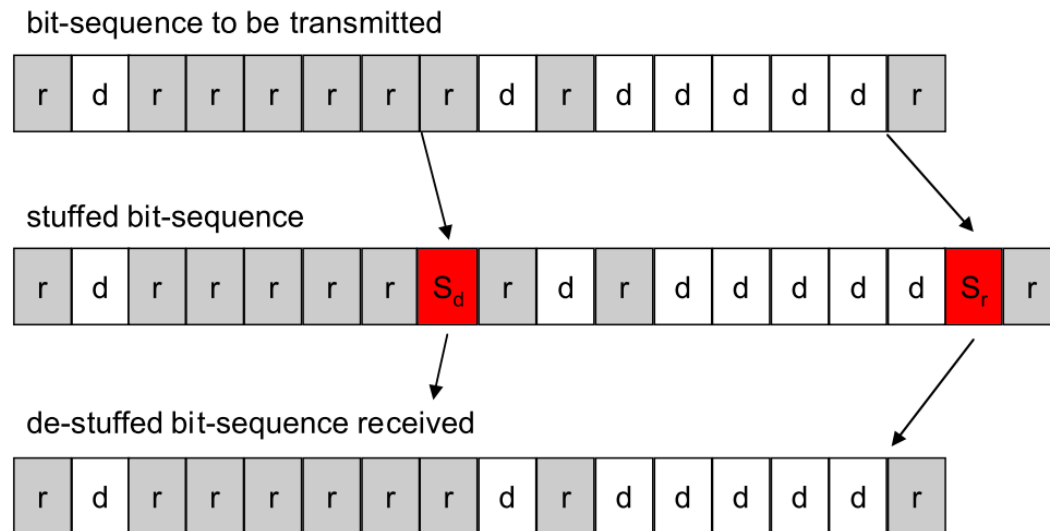 bit-sequence to be transmitted
r d r r r r r r d r d d d d d r
stuffed bit-sequence
r d r r r r r Sd r d r d d d d d Sr r
de-stuffed bit-sequence received
r d r r r r r r d r d d d d d r